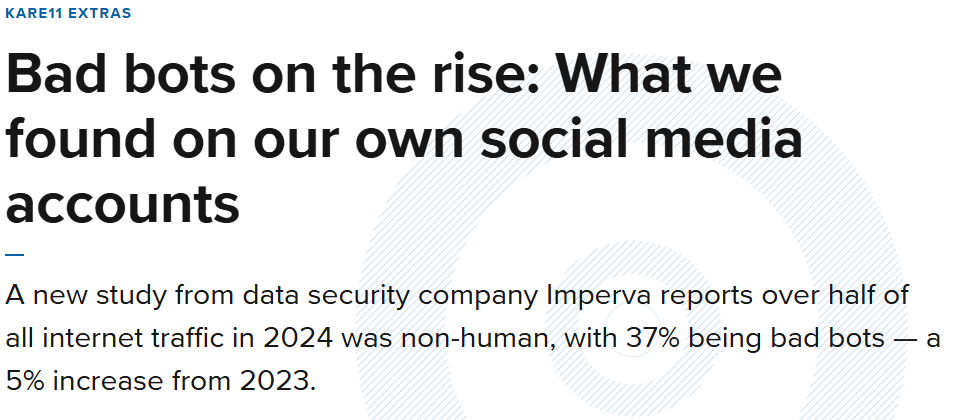 KARE11 EXTRAS
Bad bots on the rise: What we
found on our own social media
accounts
A new study from data security company Imperva reports over half of
all internet traffic in 2024 was non-human, with 37% being bad bots — a
5% increase from 2023.